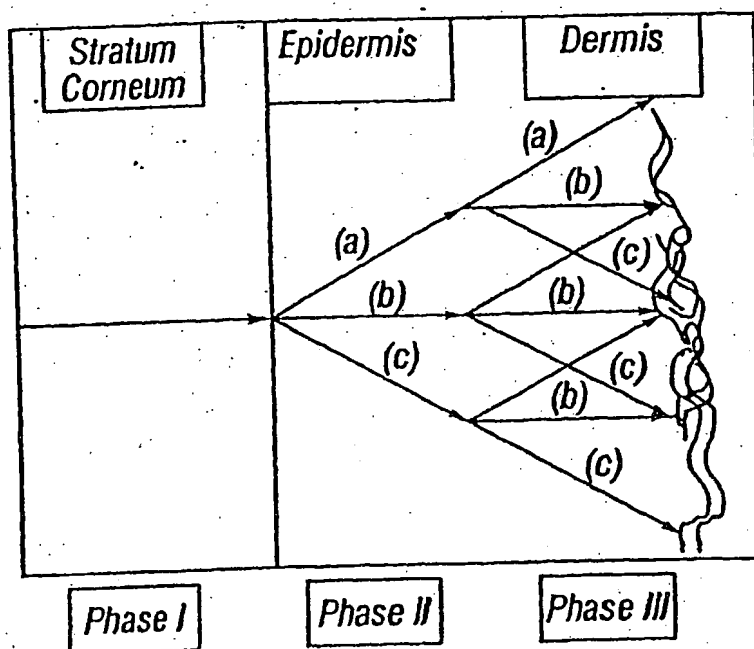 Stratum
Corneum
Epidermis
Dermis
(a)
(b)
(a)
(c)
(b)
(b)
(c)
(c)
(b)
(c)
Phase I
Phase II
Phase III